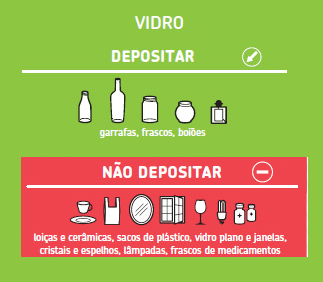 VIDRO
DEPOSITAR
garrafas, frascos, boiões
NÃO DEPOSITAR
loiças e cerâmicas, sacos de plástico, vidro plano e janelas,
cristais e espelhos, lâmpadas, frascos de medicamentos